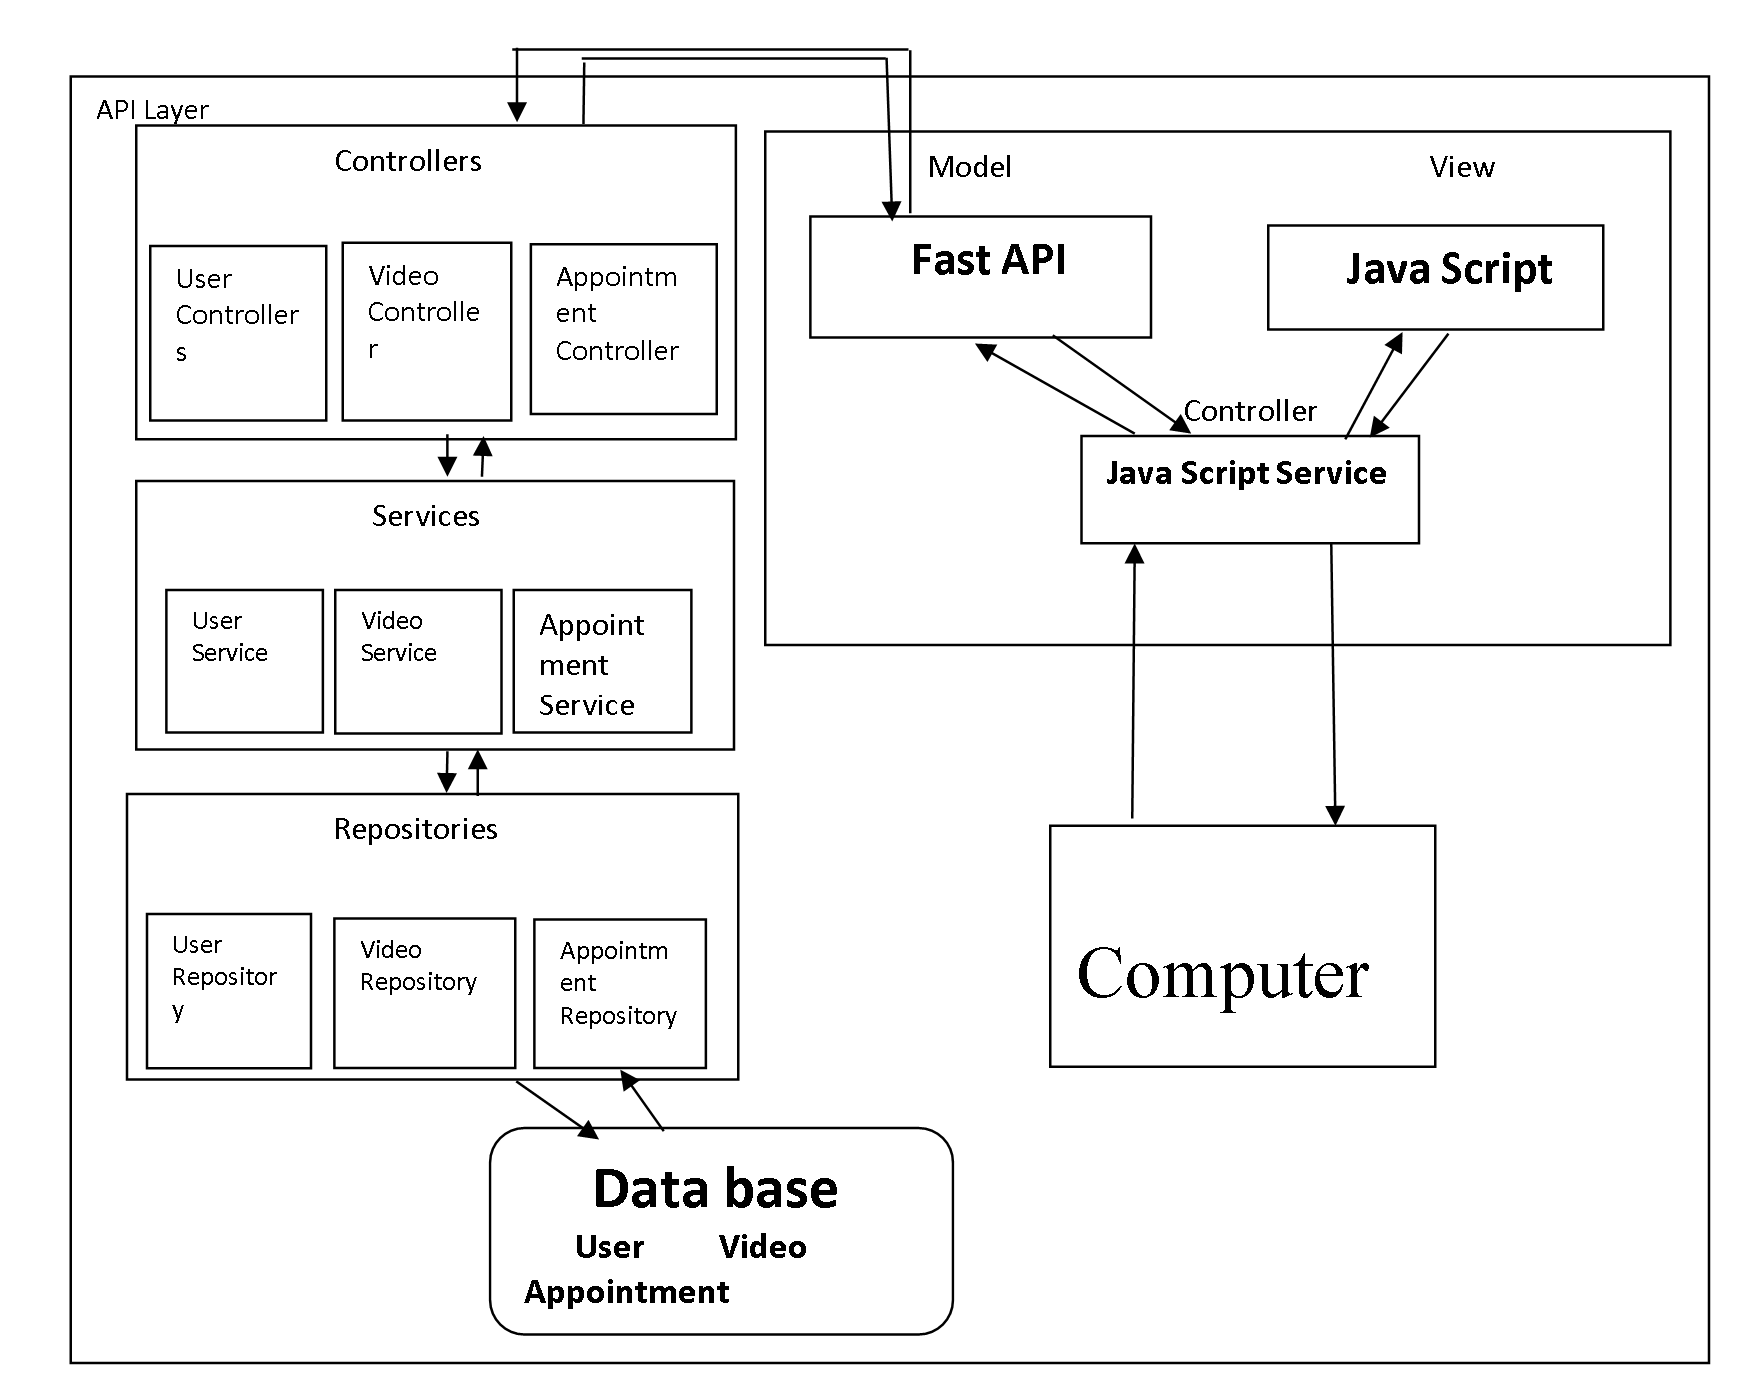 API Layer
Controllers
User
Controller
s
Video
Controlle
r
Appointm
ent
Controller
Services
User
Service
Video
Service
Appoint
ment
Service
Repositories
User
Repositor
y
Video
Repository
Appointm
ent
Repository
Data base
User Video
Appointment
Model
View
Fast API
Java Script
Controller
Java Script Service
Computer